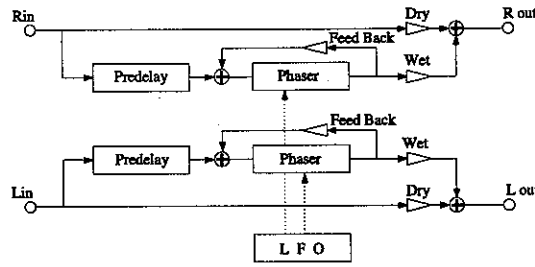 Rin
Dry
R out
Feed Back
Predelay
Phaser
Wet
Feed Back
Predelay
Phaser
Wet
Lin
Dry
L out
L F O